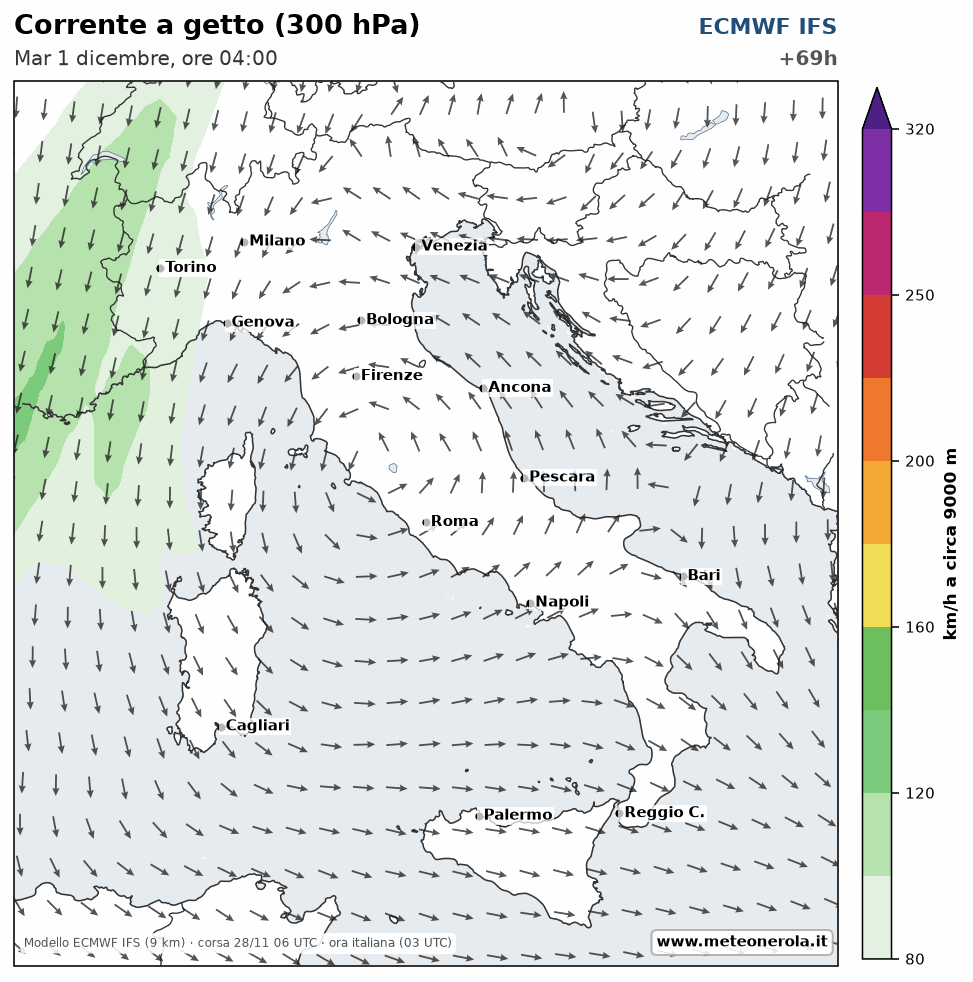 Corrente a getto (300 hPa)
ECMWF IFS
Mar 1 dicembre, ore 04:00
+69h
Milano
Venezia
Torino
Genova
Bologna
Firenze
Ancona
Pescara
Roma
Bari
Napoli
Cagliari
Palermo
Reggio C.
320
250
200
160
120
80
km/h a circa 9000 m
Modello ECMWF IFS (9 km) · corsa 28/11 06 UTC · ora italiana (03 UTC)
www.meteonerola.it